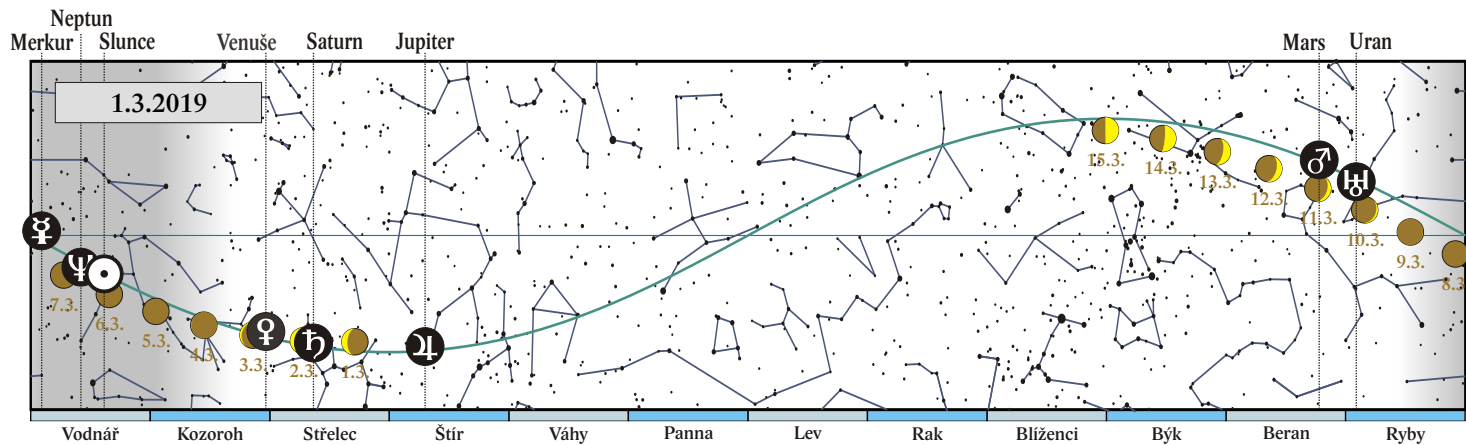 Neptun
Merkur Slunce Venuše Saturn Jupiter Mars Uran
1.3.2019
15.3. 14.3. 13.3. 12.3. 11.3. 10.3. 9.3. 8.3.
7.3. 6.3. 5.3. 4.3. 3.3. 2.3. 1.3.
Vodnář Kozoroh Střelec Štír Váhy Panna Lev Rak Blíženci Býk Beran Ryby